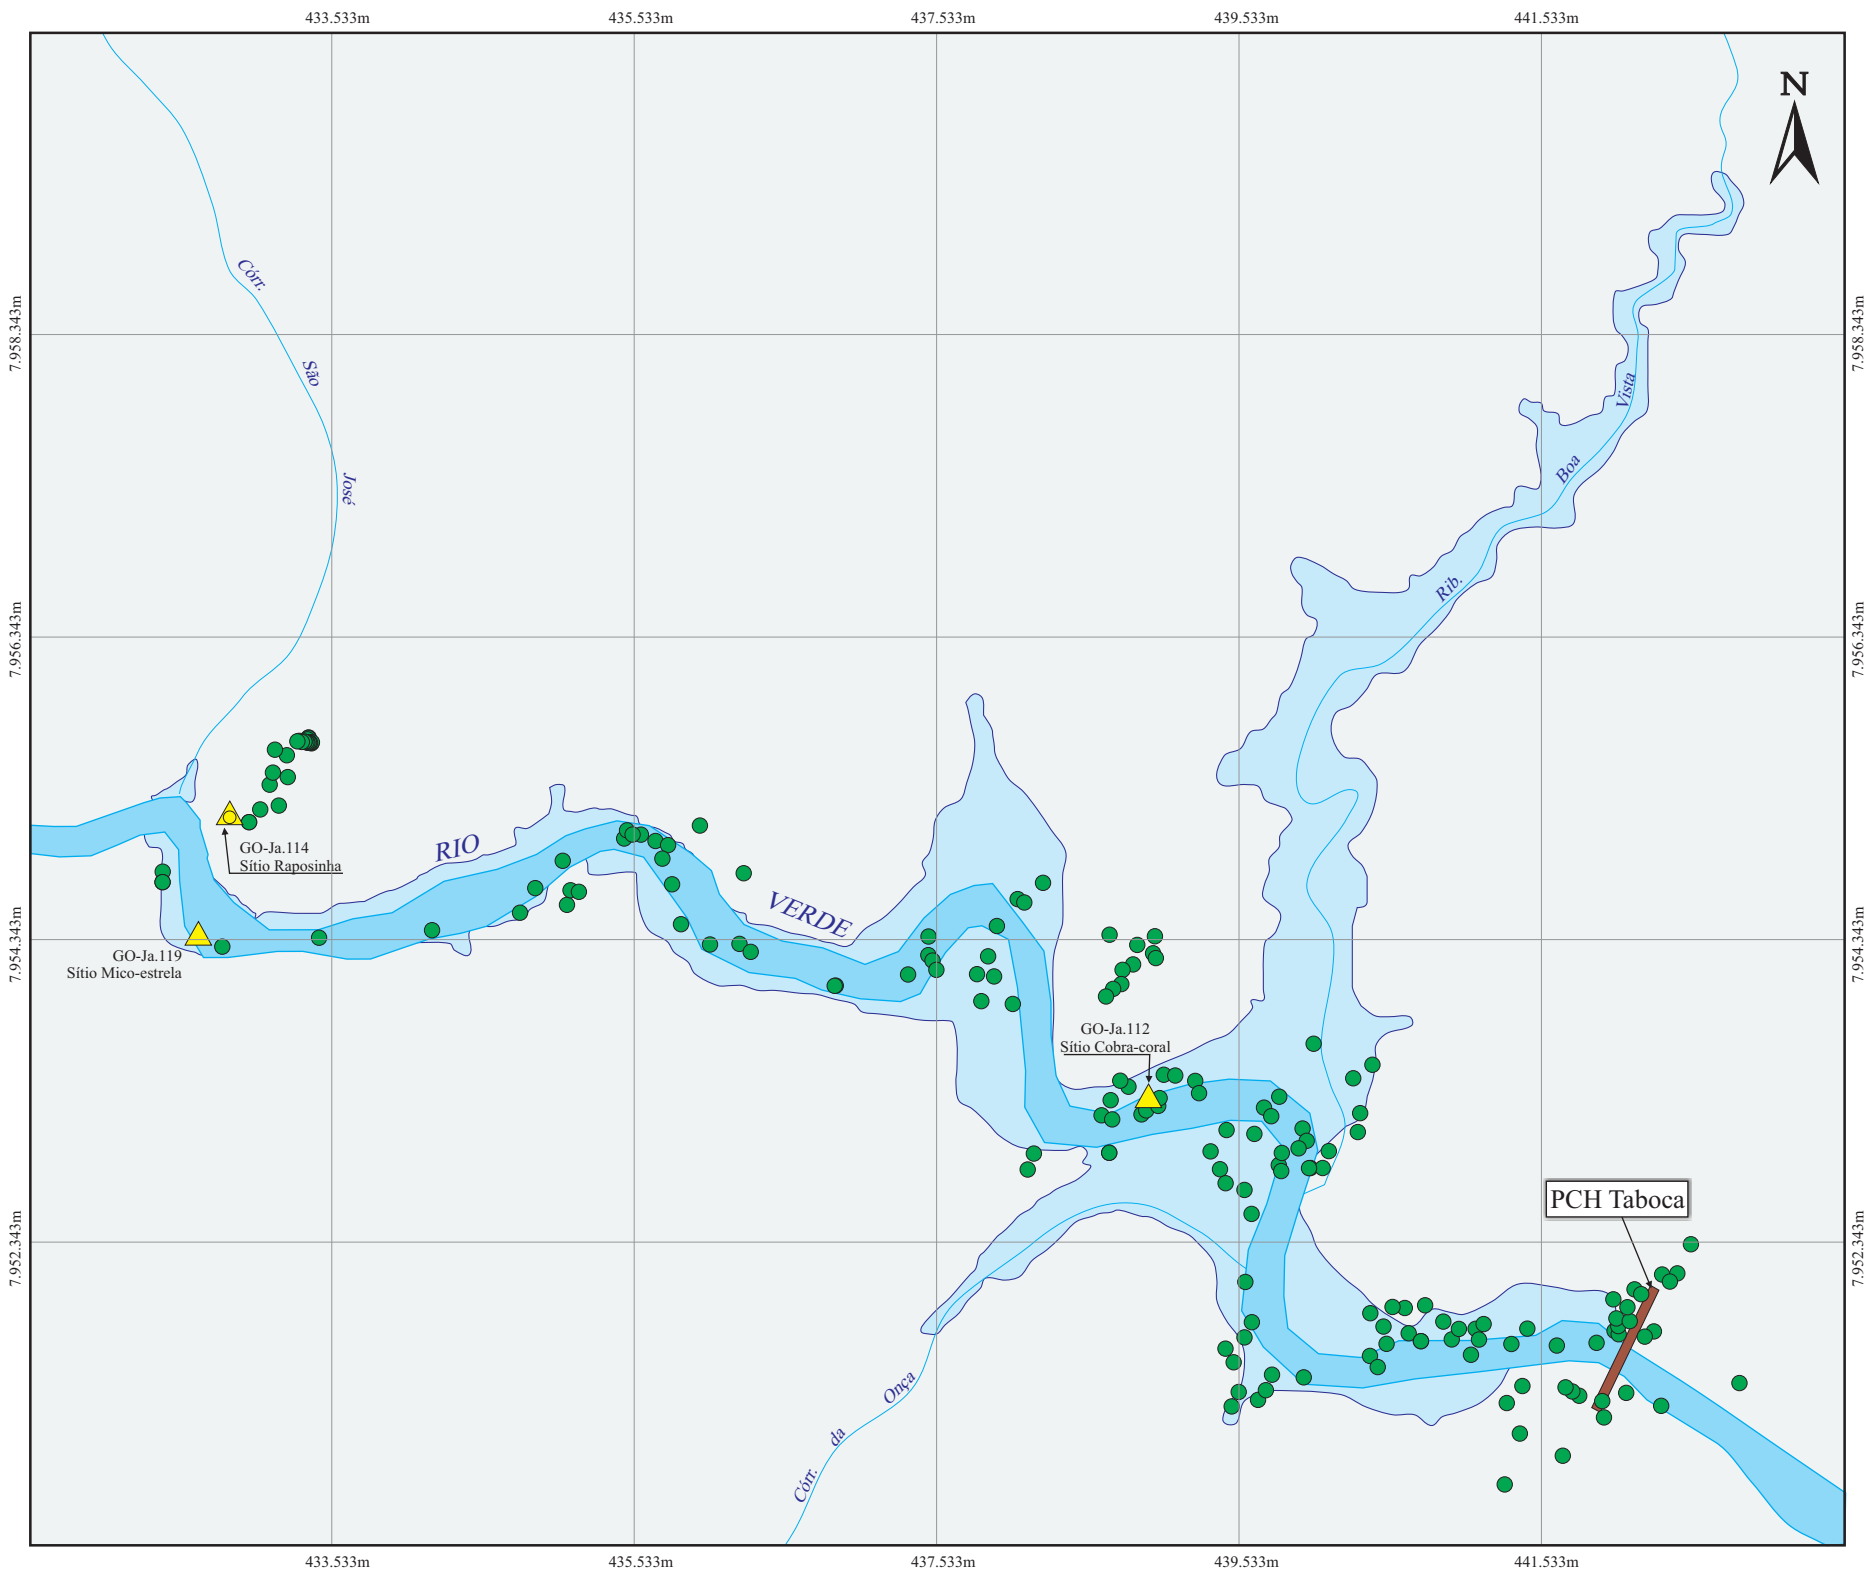 433.533m
435.533m
437.533m
439.533m
441.533m
N
Córr.
São
José
7.958.343m
7.958.343m
Vista
Boa
Rib.
7.956.343m
7.956.343m
GO-Ja.114
Sítio Raposinha
RIO
VERDE
7.954.343m
7.954.343m
GO-Ja.119
Sítio Mico-estrela
GO-Ja.112
Sítio Cobra-coral
PCH Taboca
7.952.343m
7.952.343m
Onça
da
Córr.
433.533m
435.533m
437.533m
439.533m
441.533m